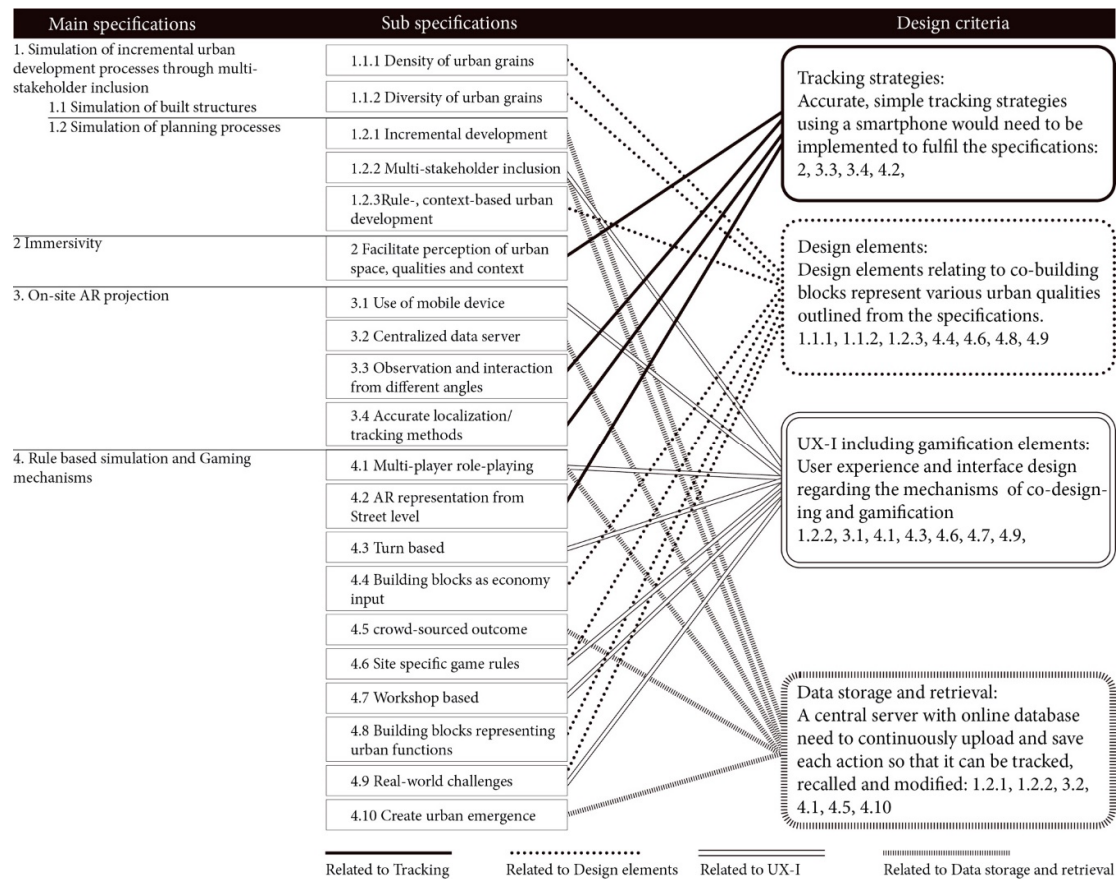 Main specifications
Sub specifications
Design criteria
1. Simulation of incremental urban
development processes through multi-
stakeholder inclusion
1.1 Simulation of built structures
1.2 Simulation of planning processes
2 Immersivity
3. On-site AR projection
4. Rule based simulation and Gaming
mechanisms
1.1.1 Density of urban grains
1.1.2 Diversity of urban grains
1.2.1 Incremental development
1.2.2 Multi-stakeholder inclusion
1.2.3Rule-, context-based urban
development
2 Facilitate perception of urban
space, qualities and context
3.1 Use of mobile device
3.2 Centralized data server
3.3 Observation and interaction
from different angles
3.4 Accurate localization/
tracking methods
4.1 Multi-player role-playing
4.2 AR representation from
Street level
4.3 Turn based
4.4 Building blocks as economy
input
4.5 crowd-sourced outcome
4.6 Site specific game rules
4.7 Workshop based
4.8 Building blocks representing
urban functions
4.9 Real-world challenges
4.10 Create urban emergence
Tracking strategies:
Accurate, simple tracking strategies
using a smartphone would need to be
implemented to fulfil the specifications:
2, 3.3, 3.4, 4.2,
Design elements:
Design elements relating to co-building
blocks represent various urban qualities
outlined from the specifications.
1.1.1, 1.1.2, 1.2.3, 4.4, 4.6, 4.8, 4.9
UX-I including gamification elements:
User experience and interface design
regarding the mechanisms of co-design-
ing and gamification
1.2.2, 3.1, 4.1, 4.3, 4.6, 4.7, 4.9,
Data storage and retrieval:
A central server with online database
need to continuously upload and save
each action so that it can be tracked,
recalled and modified: 1.2.1, 1.2.2, 3.2,
4.1, 4.5, 4.10
Related to Tracking
Related to Design elements
Related to UX-I
Related to Data storage and retrieval